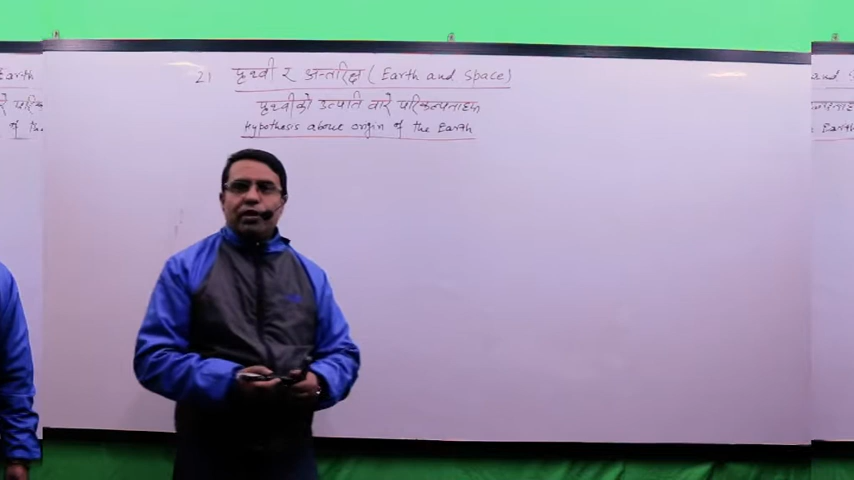 21 पृथ्वी र अन्तरिक्ष (Earth and Space)
पृथ्वीको उत्पति बारे परिकल्पनाहरू
Hypothesis about origin of the Earth